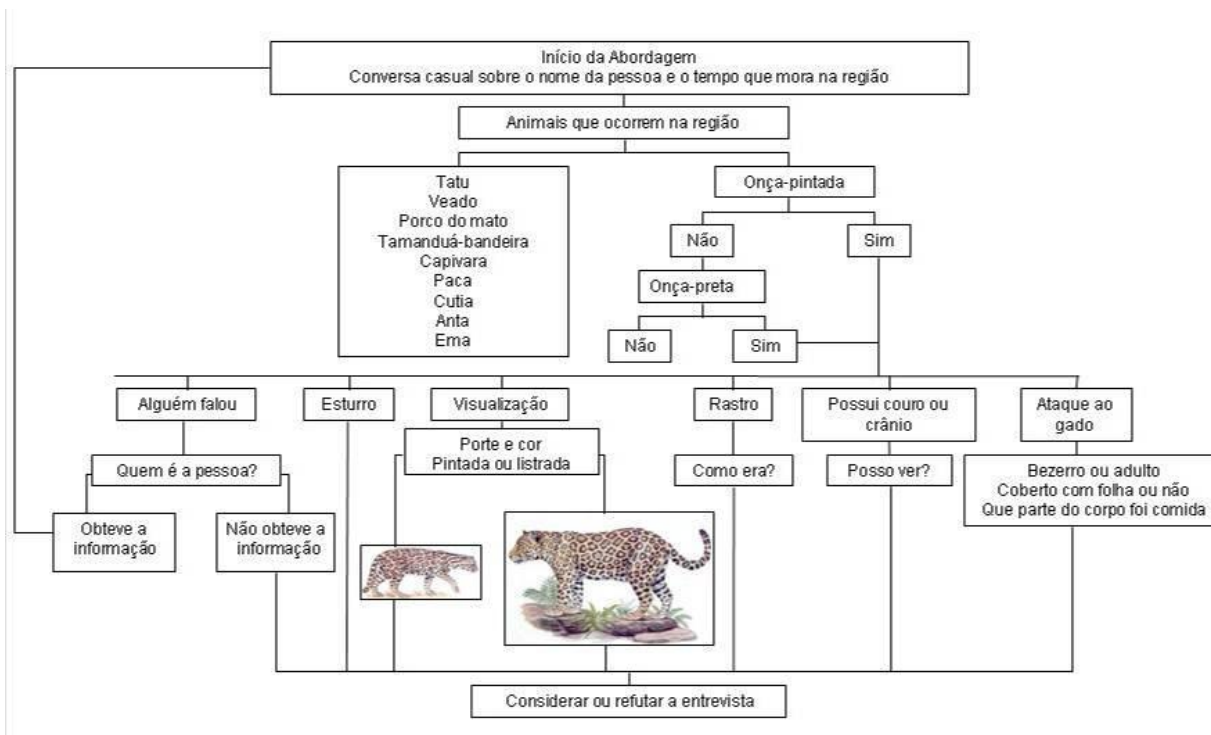 Início da Abordagem
Conversa casual sobre o nome da pessoa e o tempo que mora na região
Animais que ocorrem na região
Tatu
Veado
Porco do mato
Tamanduá-bandeira
Capivara
Paca
Cutia
Anta
Ema
Onça-pintada
Não
Sim
Onça-preta
Não
Sim
Alguém falou
Esturro
Visualização
Rastro
Possui couro ou
crânio
Ataque ao
gado
Quem é a pessoa?
Porte e cor
Pintada ou listrada
Como era?
Posso ver?
Bezerro ou adulto
Coberto com folha ou não
Que parte do corpo foi comida
Obteve a
informação
Não obteve a
informação
Considerar ou refutar a entrevista